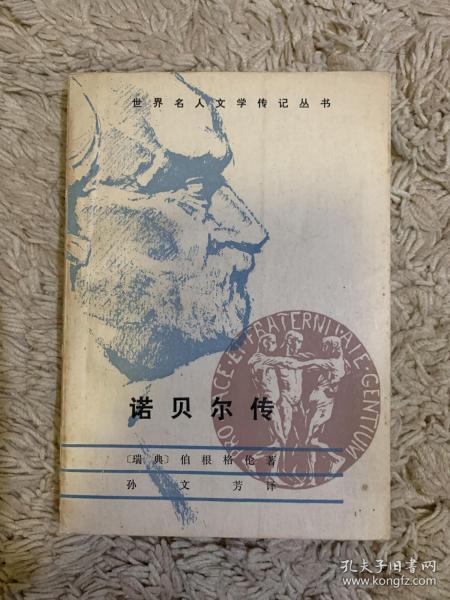 世界名人文学传记丛书
PRO PACE ET FRATERNITATE GENTIUM
诺贝尔传
〔瑞典〕伯根格伦著
孙文芳译
孔夫子旧书网
www.kongfz.com